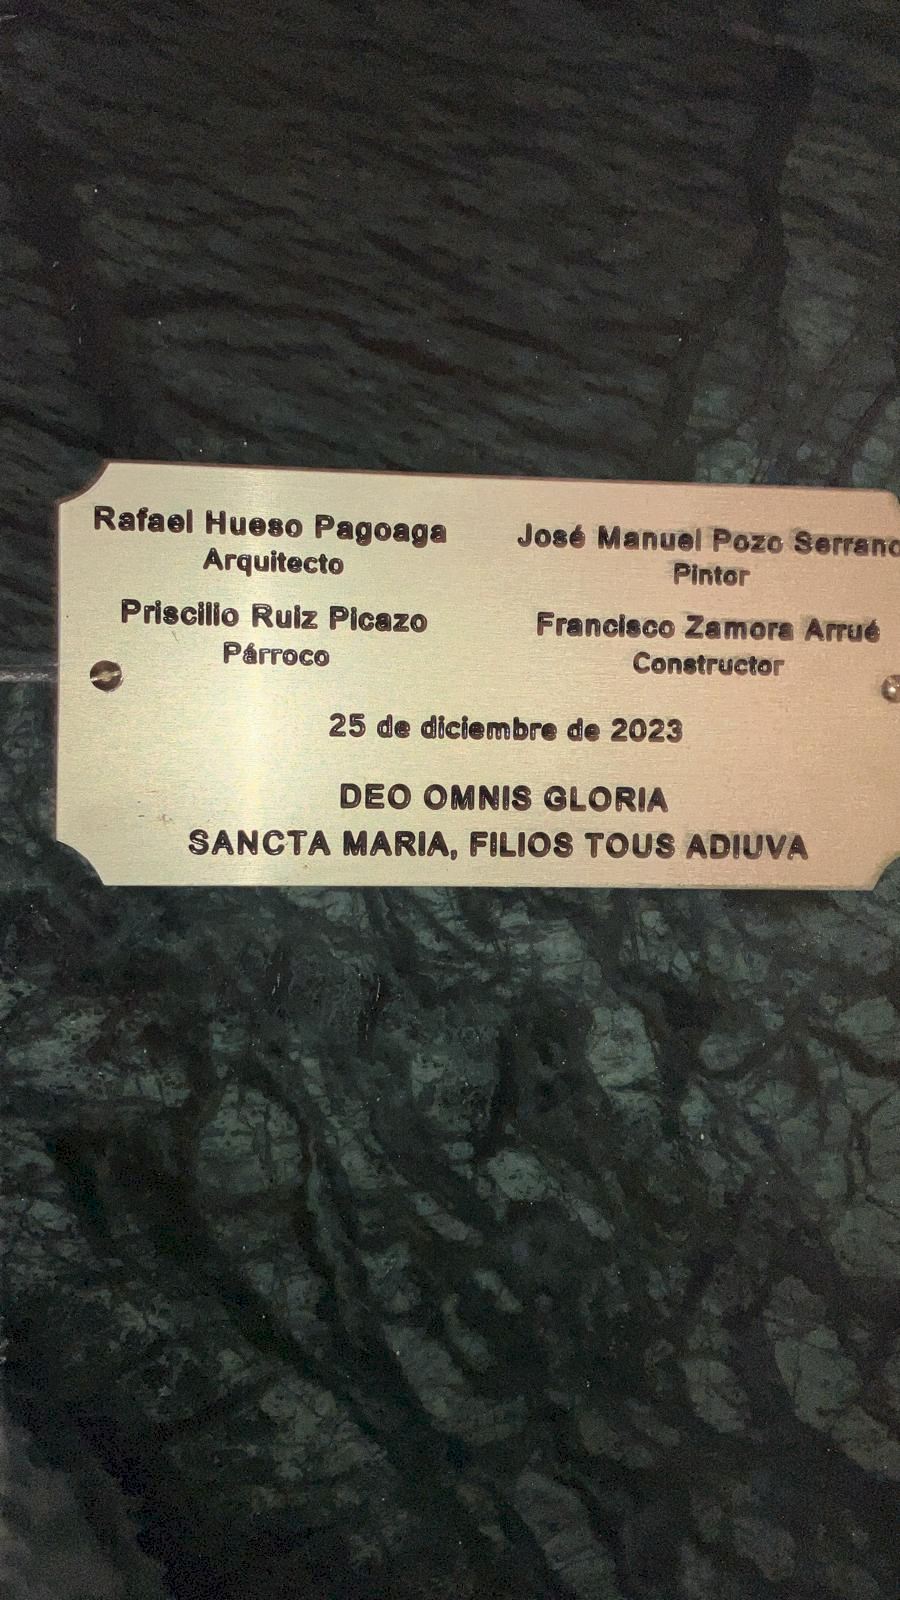 Rafael Hueso Pagoaga
Arquitecto
José Manuel Pozo Serrano
Pintor
Priscilio Ruiz Picazo
Párroco
Francisco Zamora Arrué
Constructor
25 de diciembre de 2023
DEO OMNIS GLORIA
SANCTA MARIA, FILIOS TOUS ADIUVA